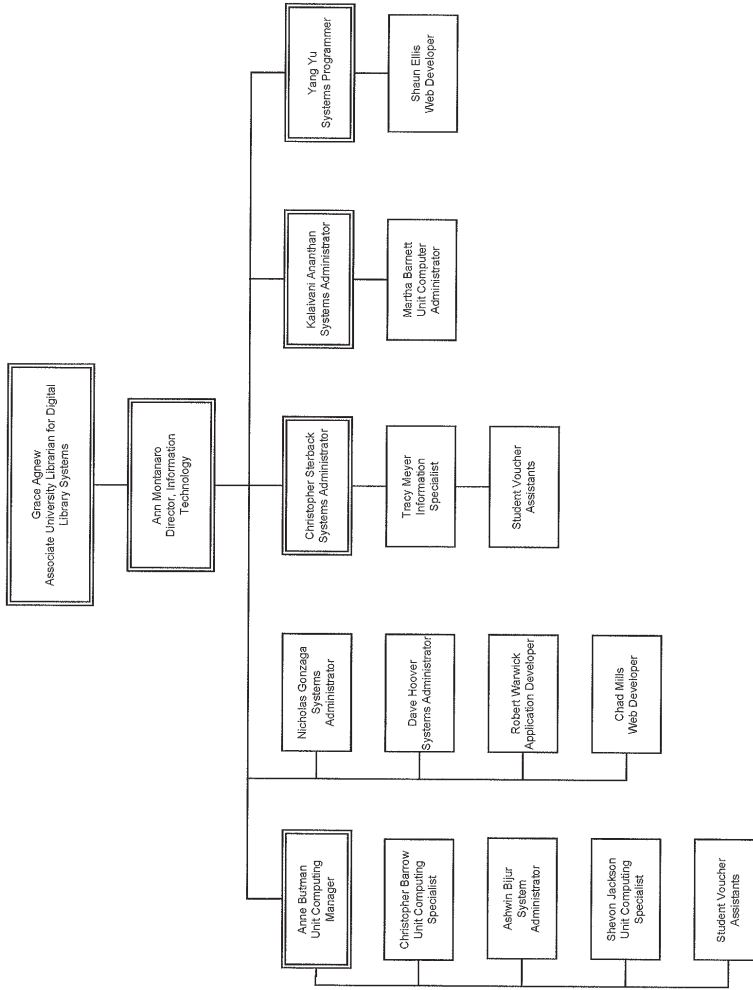 Grace Agnew
Associate University Librarian for Digital
Library Systems
Ann Montanaro
Director, Information
Technology
Anne Butman
Unit Computing
Manager
Christopher Barrow
Unit Computing
Specialist
Ashwin Bijur
System
Administrator
Shevon Jackson
Unit Computing
Specialist
Student Voucher
Assistants
Nicholas Gonzaga
Systems
Administrator
Dave Hoover
Systems Administrator
Robert Warwick
Application Developer
Chad Mills
Web Developer
Christopher Sterback
Systems Administrator
Tracy Meyer
Information
Specialist
Student Voucher
Assistants
Kalaivani Ananthan
Systems Administrator
Martha Barnett
Unit Computer
Administrator
Yang Yu
Systems Programmer
Shaun Ellis
Web Developer